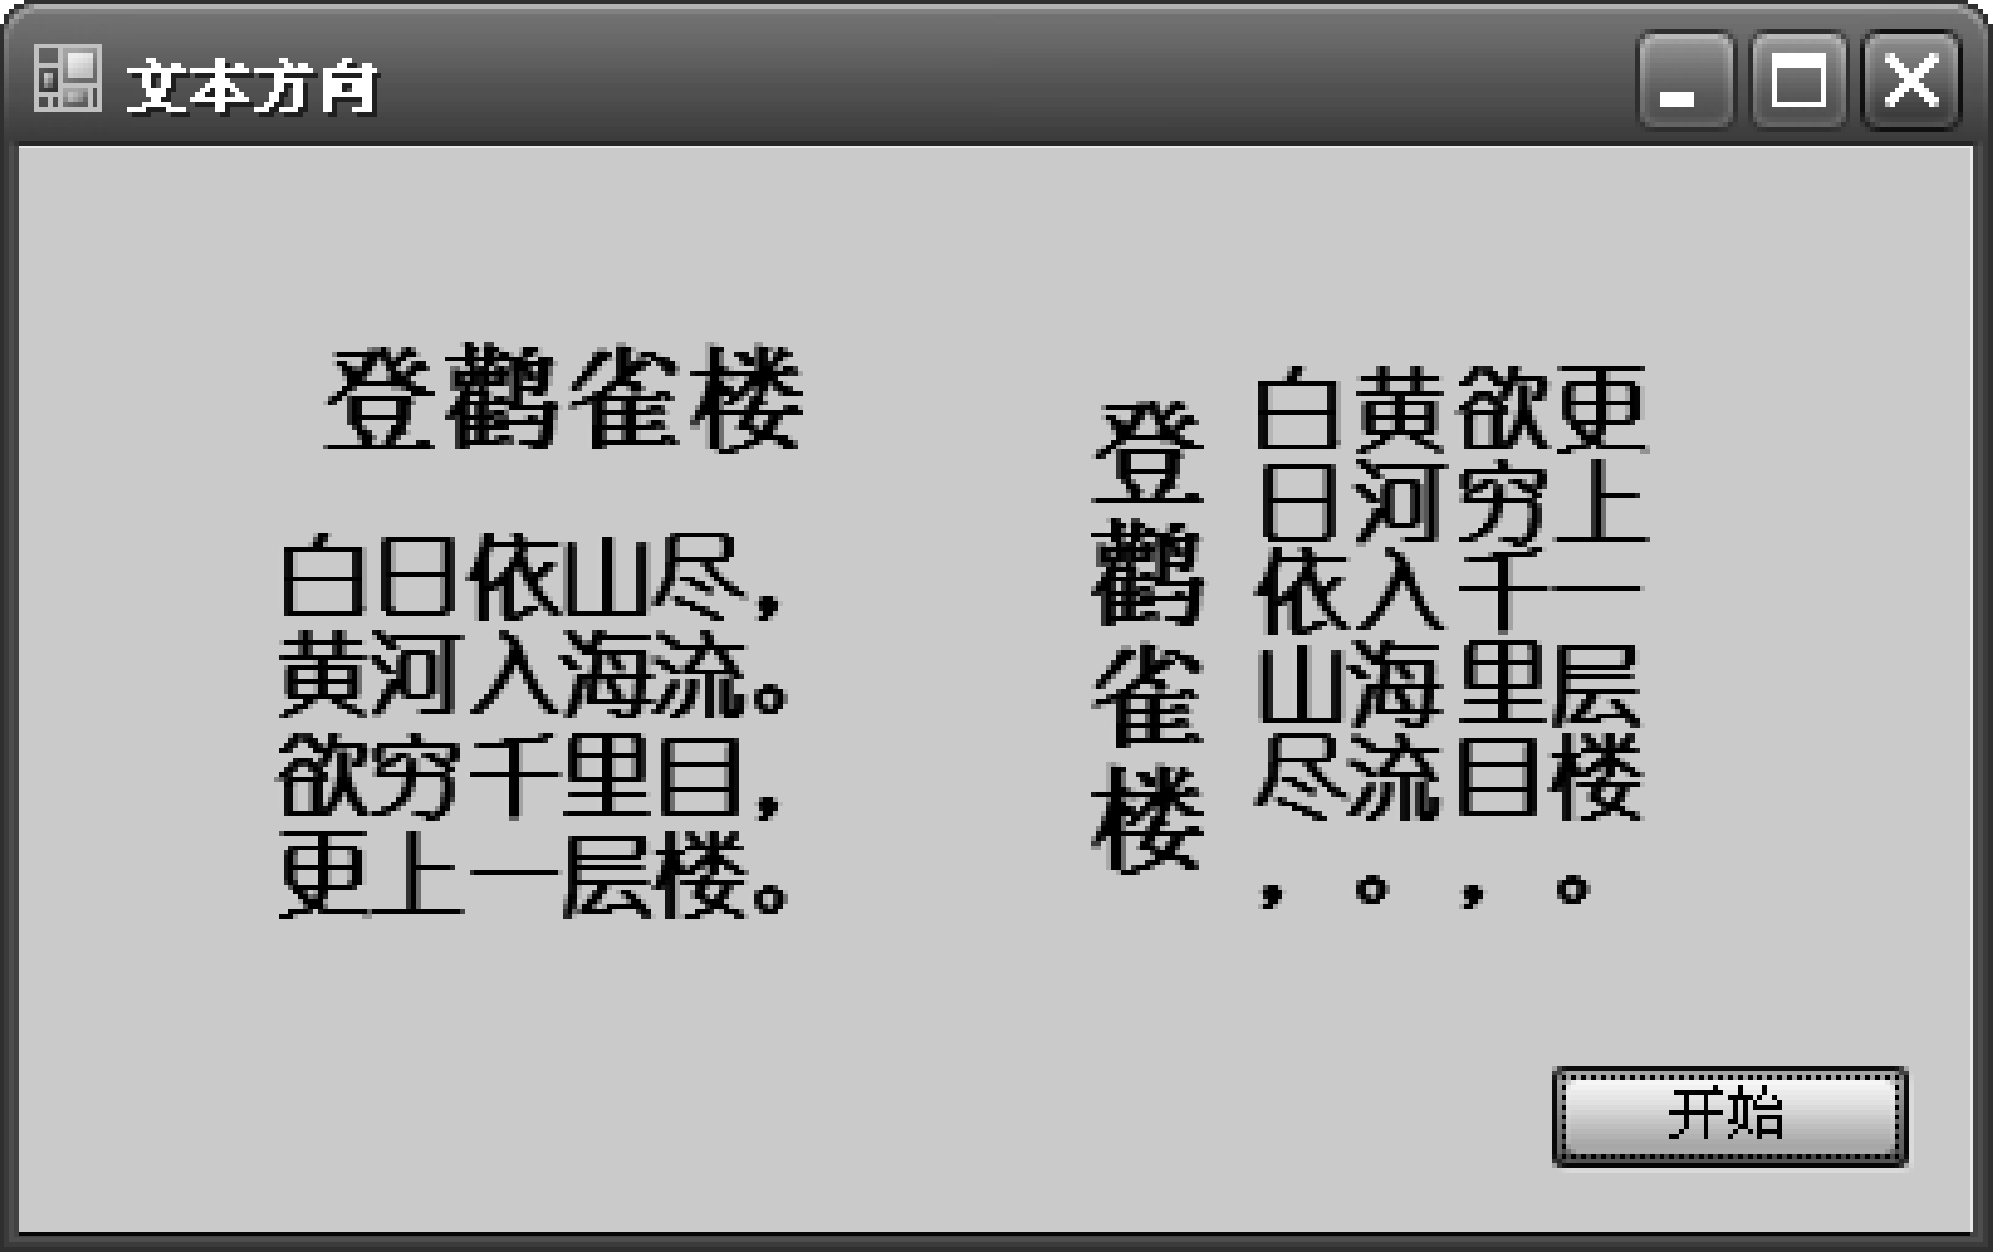 文本方向
登鹳雀楼
白日依山尽，
黄河入海流。
欲穷千里目，
更上一层楼。
登鹳雀楼
白日依山尽，
黄河入海流。
欲穷千里目，
更上一层楼。
开始